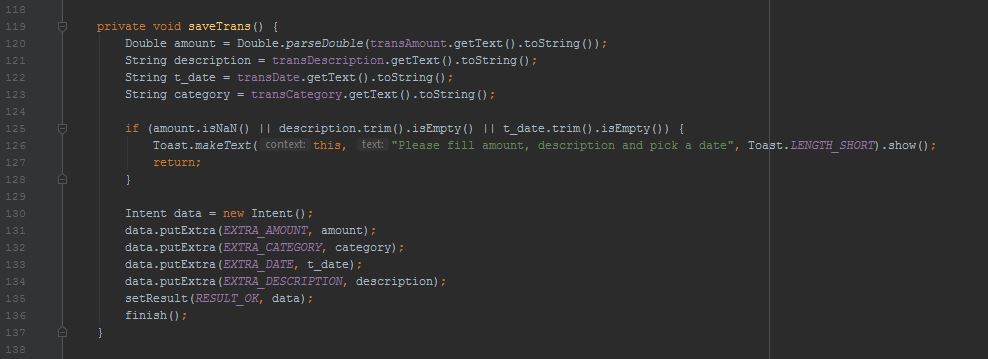 118
119 private void saveTrans() {
120 Double amount = Double.parseDouble(transAmount.getText().toString());
121 String description = transDescription.getText().toString();
122 String t_date = transDate.getText().toString();
123 String category = transCategory.getText().toString();
124
125 if (amount.isNaN() || description.trim().isEmpty() || t_date.trim().isEmpty()) {
126 Toast.makeText( context: this, text: "Please fill amount, description and pick a date", Toast.LENGTH_SHORT).show();
127 return;
128 }
129
130 Intent data = new Intent();
131 data.putExtra(EXTRA_AMOUNT, amount);
132 data.putExtra(EXTRA_CATEGORY, category);
133 data.putExtra(EXTRA_DATE, t_date);
134 data.putExtra(EXTRA_DESCRIPTION, description);
135 setResult(RESULT_OK, data);
136 finish();
137 }
138